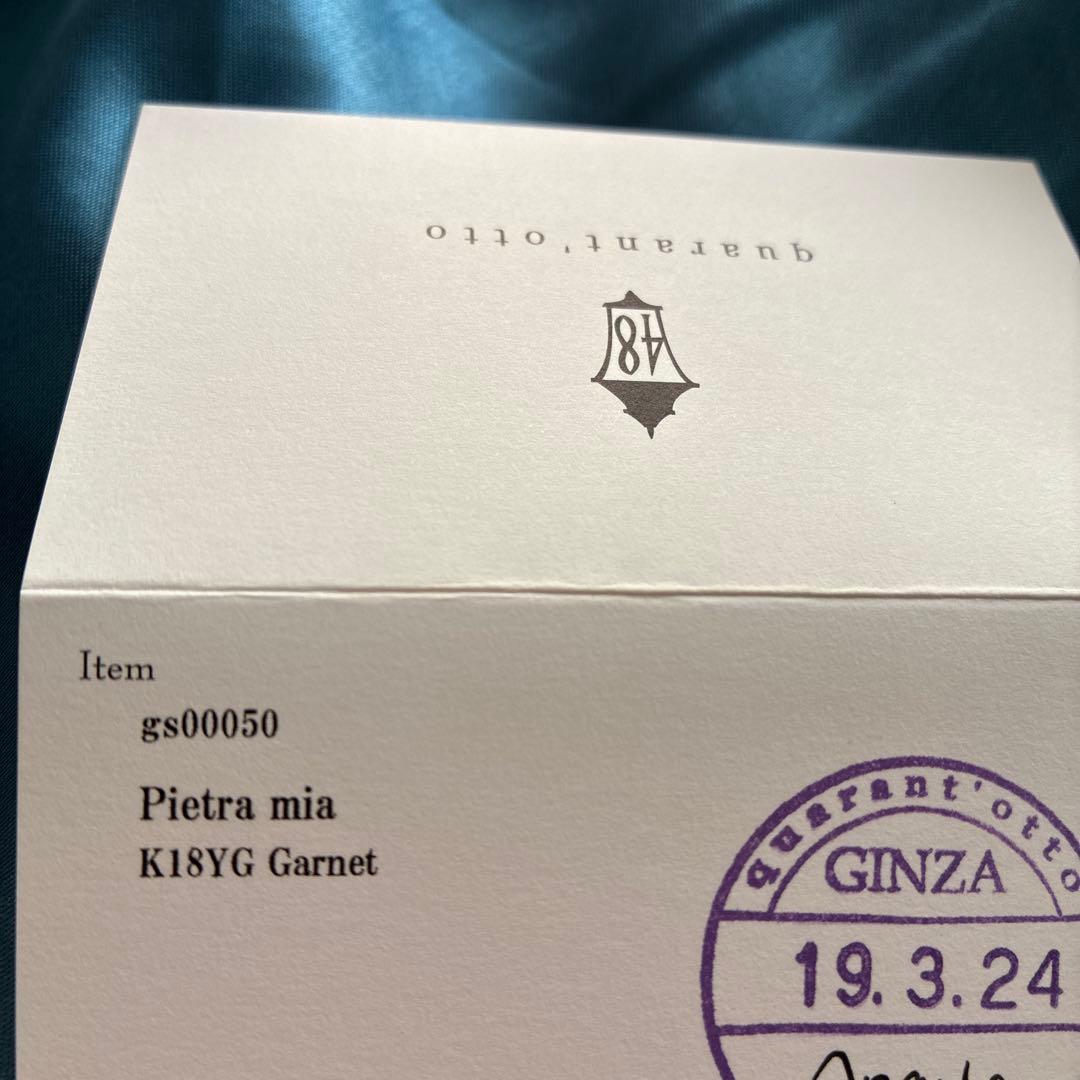 quarant'otto
48
Item
gs00050
Pietra mia
K18YG Garnet
quarant'otto
GINZA
19.3.24